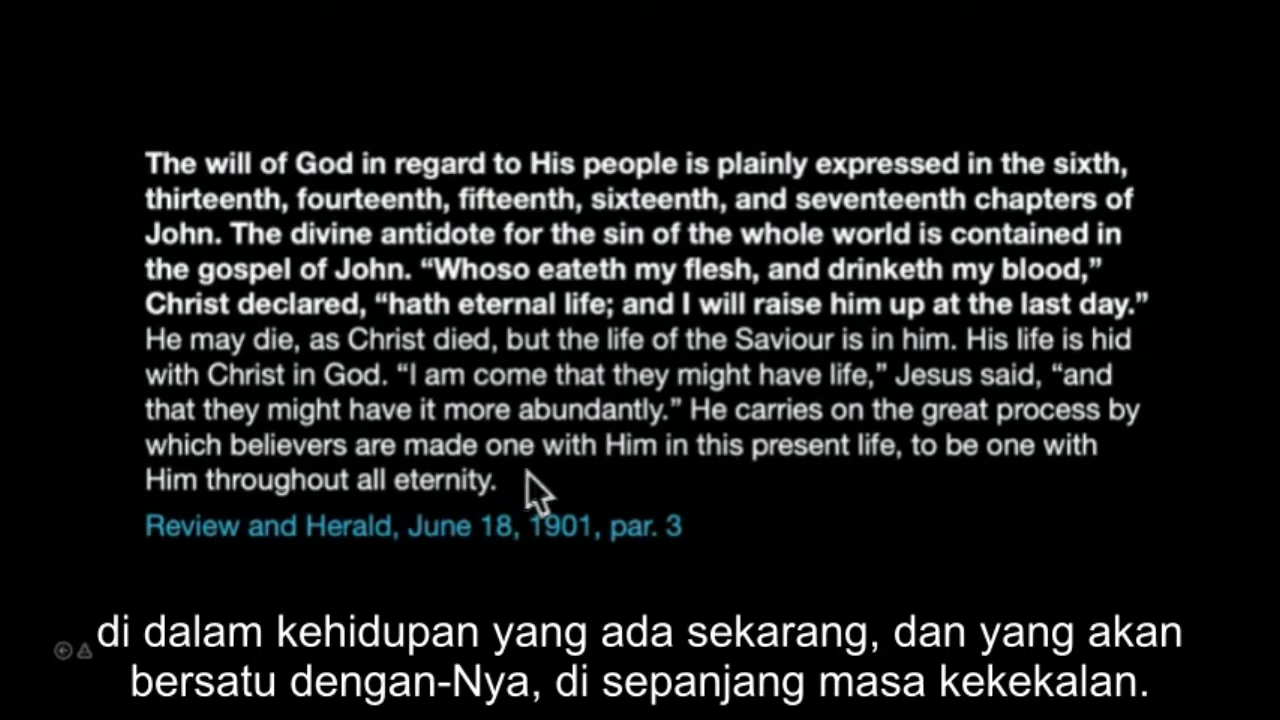 The will of God in regard to His people is plainly expressed in the sixth,
thirteenth, fourteenth, fifteenth, sixteenth, and seventeenth chapters of
John. The divine antidote for the sin of the whole world is contained in
the gospel of John. “Whoso eateth my flesh, and drinketh my blood,”
Christ declared, “hath eternal life; and I will raise him up at the last day.”
He may die, as Christ died, but the life of the Saviour is in him. His life is hid
with Christ in God. “I am come that they might have life,” Jesus said, “and
that they might have it more abundantly.” He carries on the great process by
which believers are made one with Him in this present life, to be one with
Him throughout all eternity.
Review and Herald, June 18, 1901, par. 3
di dalam kehidupan yang ada sekarang, dan yang akan
bersatu dengan-Nya, di sepanjang masa kekekalan.